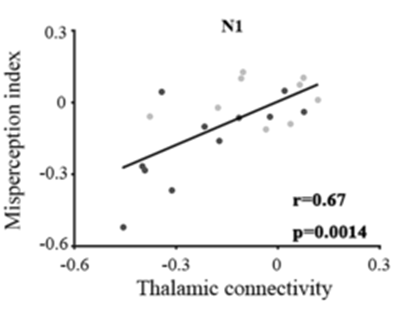 N1
Misperception index
0.3
0
-0.3
-0.6
r=0.67
p=0.0014
-0.6 -0.3 0 0.3
Thalamic connectivity